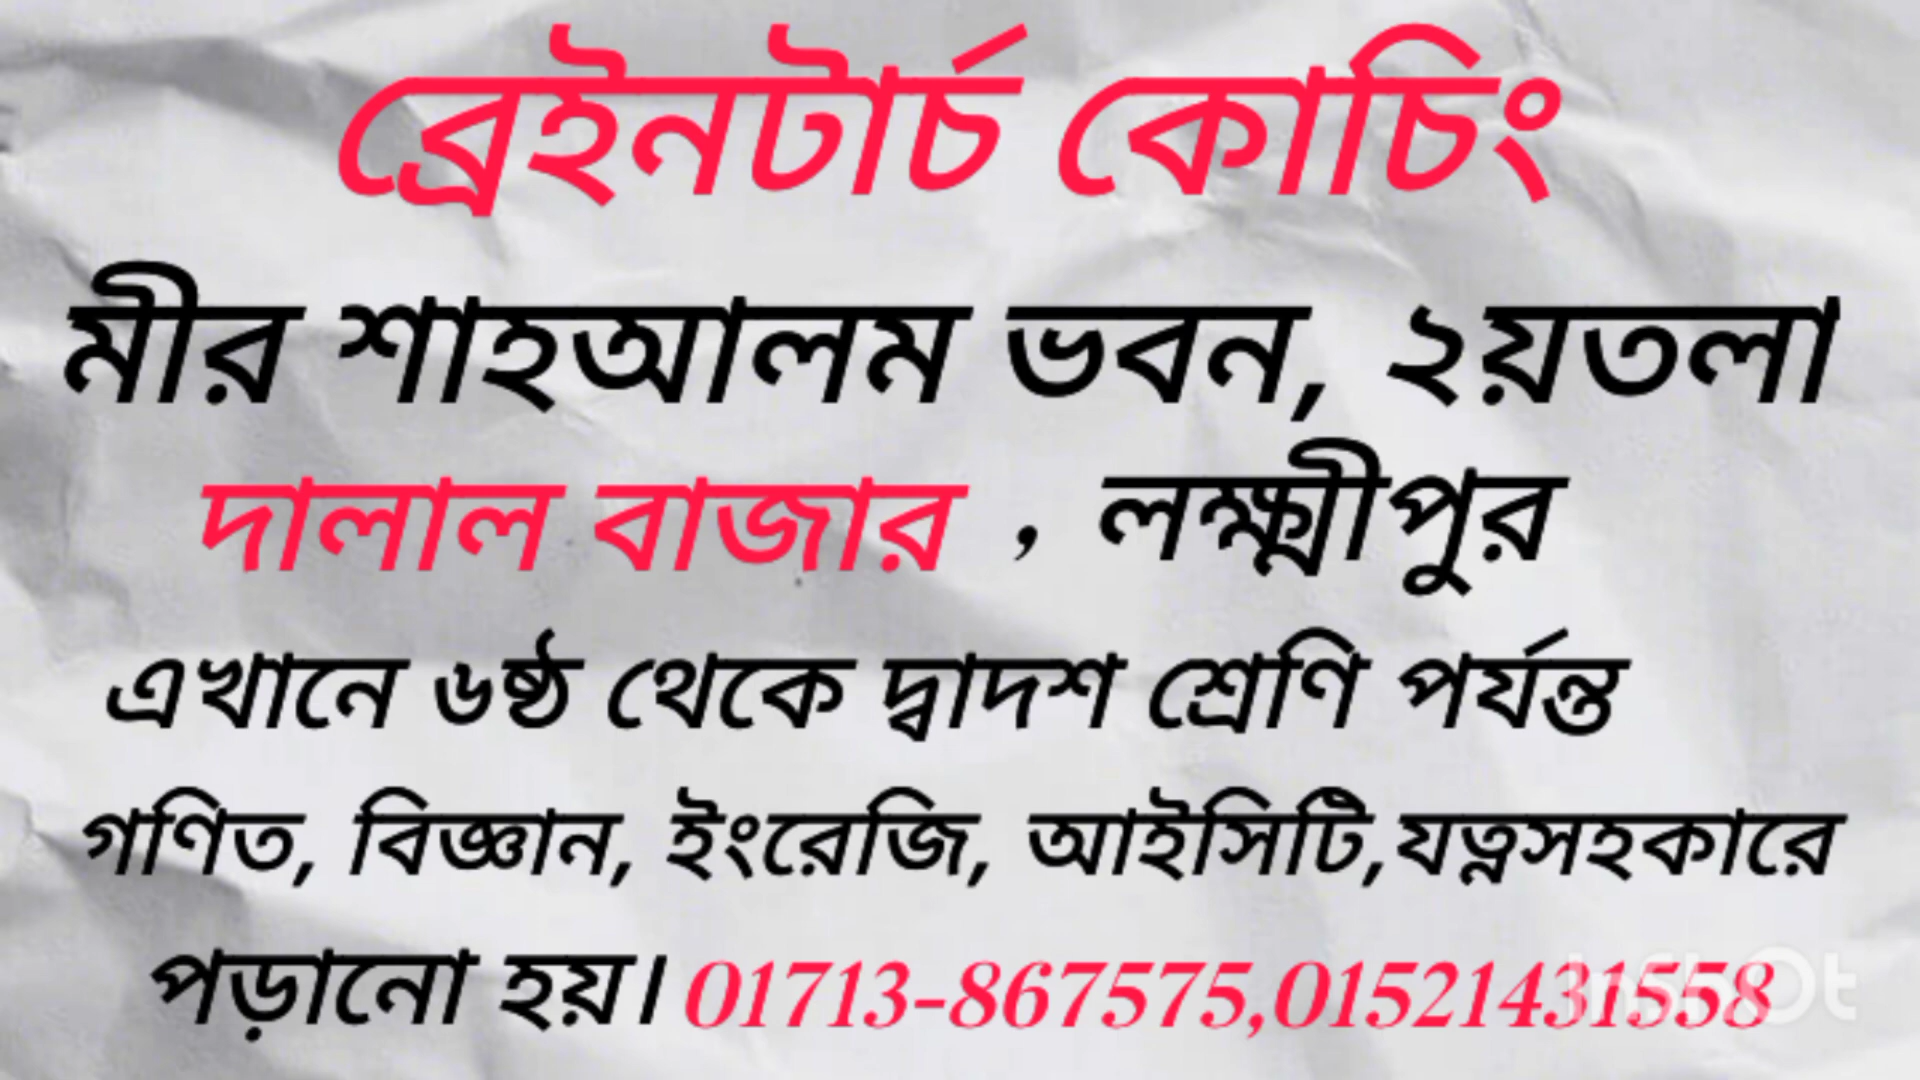 ব্রেইনটার্চ কোচিং
মীর শাহআলম ভবন, ২য়তলা
দালাল বাজার , লক্ষ্মীপুর
এখানে ৬ষ্ঠ থেকে দ্বাদশ শ্রেণি পর্যন্ত
গণিত, বিজ্ঞান, ইংরেজি, আইসিটি,যত্নসহকারে
পড়ানো হয়। 01713-867575,01521431558
InShOt